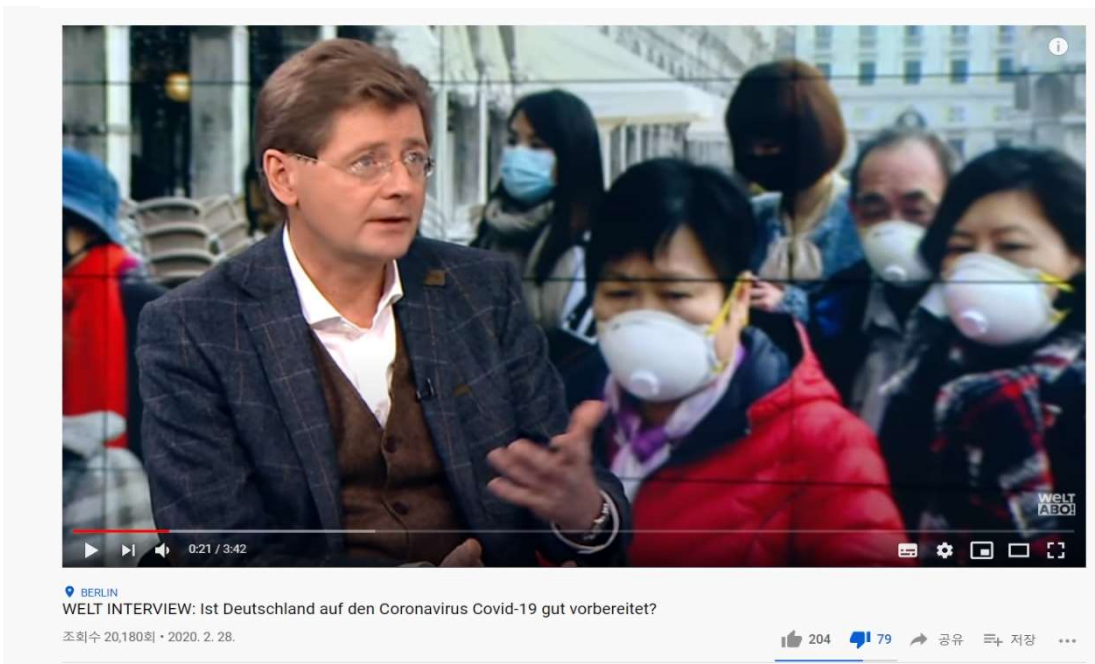 WELT
ABO!
0:21 / 3:42
BERLIN
WELT INTERVIEW: Ist Deutschland auf den Coronavirus Covid-19 gut vorbereitet?
조회수 20,180회 • 2020. 2. 28.
204 79 공유 저장